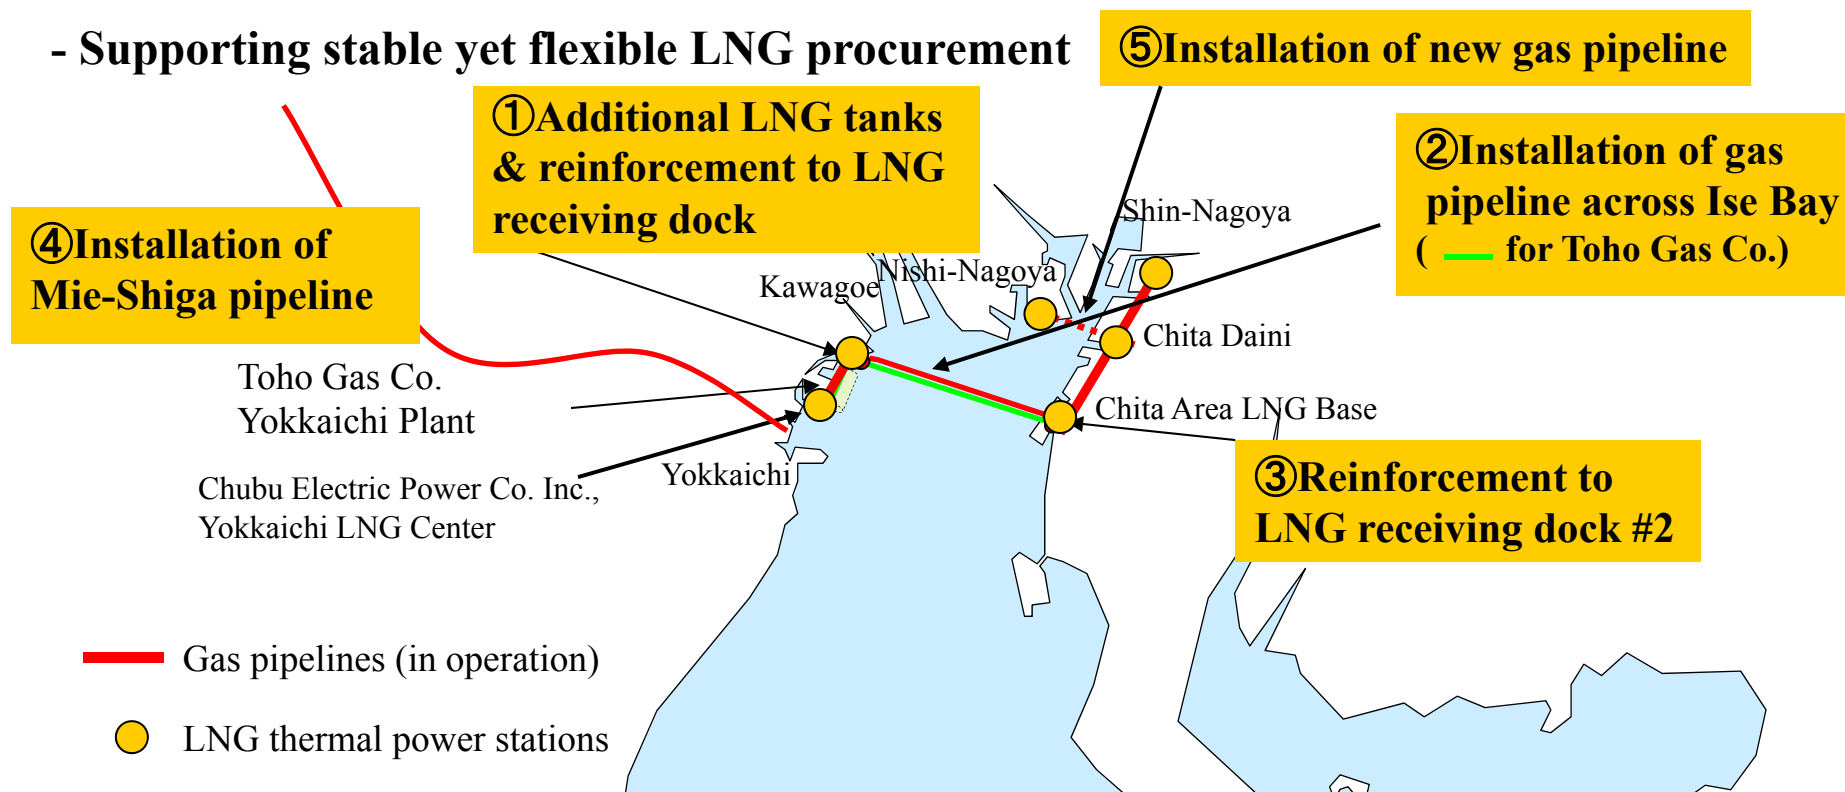 - Supporting stable yet flexible LNG procurement
⑤Installation of new gas pipeline
①Additional LNG tanks
& reinforcement to LNG
receiving dock
②Installation of gas
pipeline across Ise Bay
( for Toho Gas Co.)
④Installation of
Mie-Shiga pipeline
Shin-Nagoya
Nishi-Nagoya
Kawagoe
Chita Daini
Toho Gas Co.
Yokkaichi Plant
Chita Area LNG Base
Yokkaichi
Chubu Electric Power Co. Inc.,
Yokkaichi LNG Center
③Reinforcement to
LNG receiving dock #2
Gas pipelines (in operation)
LNG thermal power stations